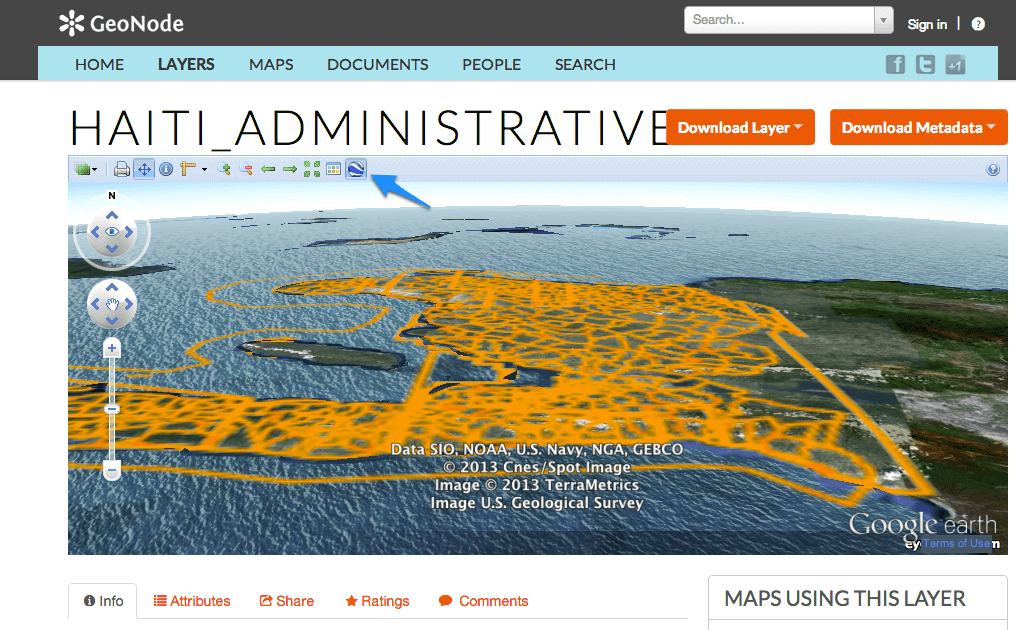 GeoNode
Search...
Sign in | ?
HOME LAYERS MAPS DOCUMENTS PEOPLE SEARCH
+1
HAITI_ADMINISTRATIVE
Download Layer
Download Metadata
N
Data SIO, NOAA, U.S. Navy, NGA, GEBCO
© 2013 Cnes/Spot Image
Image © 2013 TerraMetrics
Image U.S. Geological Survey
Google earth
Terms of Use
Info Attributes Share Ratings Comments
MAPS USING THIS LAYER